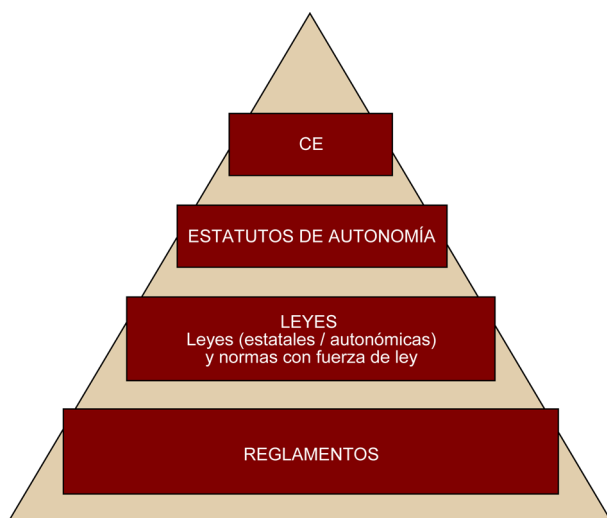 CE
ESTATUTOS DE AUTONOMÍA
LEYES
Leyes (estatales / autonómicas)
y normas con fuerza de ley
REGLAMENTOS